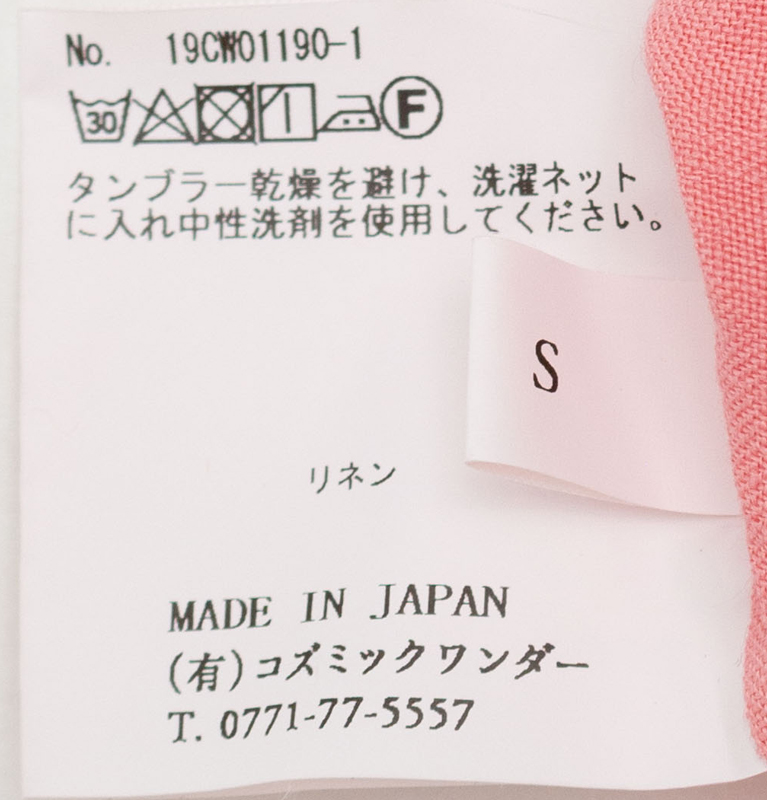 No. 19CW01190-1
30 F
タンブラー乾燥を避け、洗濯ネット
に入れ中性洗剤を使用してください。
S
リネン
MADE IN JAPAN
(有)コズミックワンダー
T. 0771-77-5557